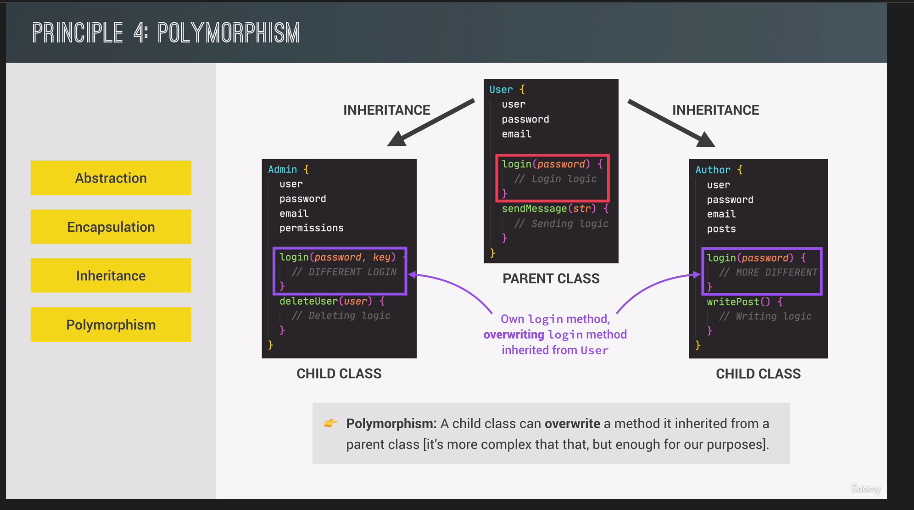 PRINCIPLE 4: POLYMORPHISM
Abstraction
Encapsulation
Inheritance
Polymorphism
INHERITANCE
INHERITANCE
User {
user
password
email
login(password) {
// Login logic
}
sendMessage(str) {
// Sending logic
}
}
PARENT CLASS
Admin {
user
password
email
permissions
login(password, key) {
// DIFFERENT LOGIN
}
deleteUser(user) {
// Deleting logic
}
}
CHILD CLASS
Author {
user
password
email
posts
login(password) {
// MORE DIFFERENT
}
writePost() {
// Writing logic
}
}
CHILD CLASS
Own login method,
overwriting login method
inherited from User
👉 Polymorphism: A child class can overwrite a method it inherited from a
parent class [it's more complex that that, but enough for our purposes].
Udemy